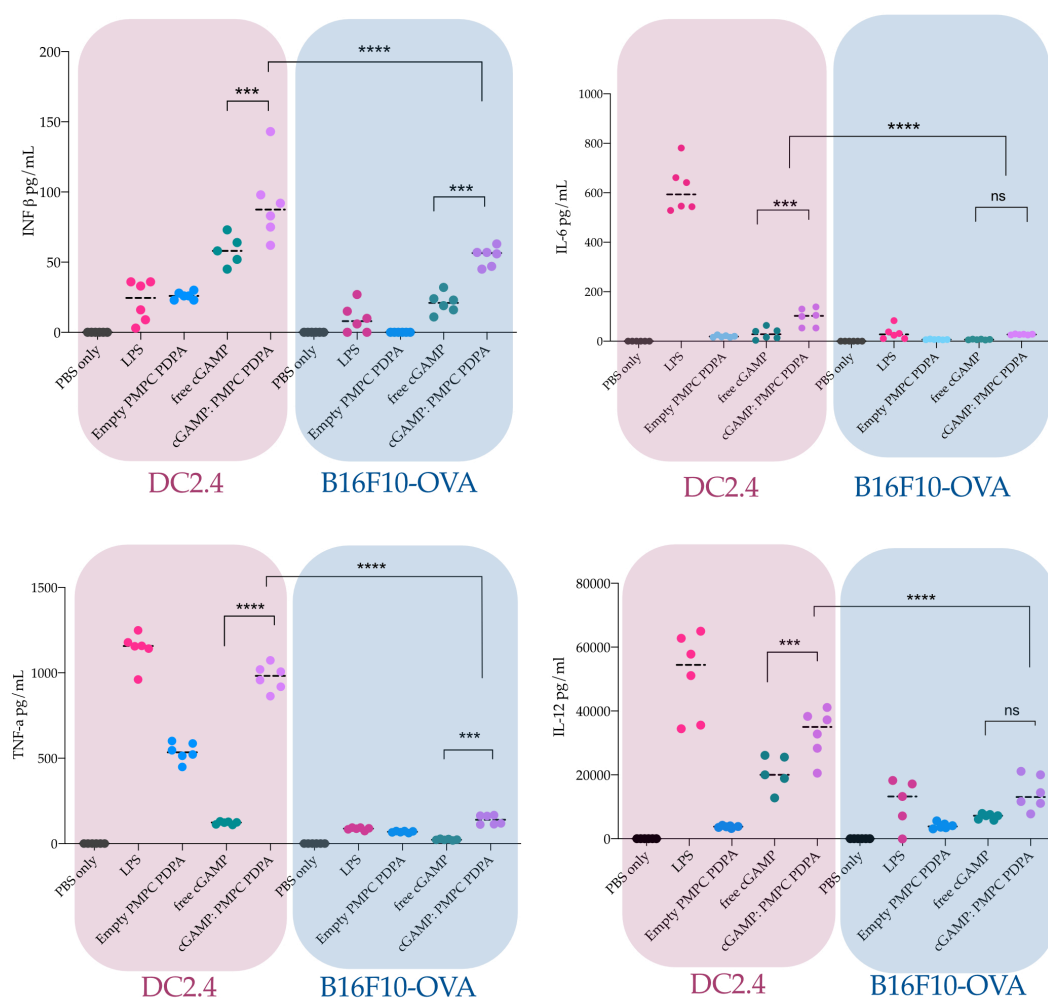 INF β pg/mL
200
150
100
50
0
****
***
***
PBS only
LPS
Empty PMPC PDPA
free cGAMP
cGAMP: PMPC PDPA
PBS only
LPS
Empty PMPC PDPA
free cGAMP
cGAMP: PMPC PDPA
DC2.4
B16F10-OVA
IL-6 pg/mL
1000
800
600
400
200
0
****
***
ns
PBS only
LPS
Empty PMPC PDPA
free cGAMP
cGAMP: PMPC PDPA
PBS only
LPS
Empty PMPC PDPA
free cGAMP
cGAMP: PMPC PDPA
DC2.4
B16F10-OVA
TNF-a pg/mL
1500
1000
500
0
****
****
***
PBS only
LPS
Empty PMPC PDPA
free cGAMP
cGAMP: PMPC PDPA
PBS only
LPS
Empty PMPC PDPA
free cGAMP
cGAMP: PMPC PDPA
DC2.4
B16F10-OVA
IL-12 pg/ml
60000
40000
20000
0
80000
****
***
ns
PBS only
LPS
Empty PMPC PDPA
free cGAMP
cGAMP: PMPC PDPA
PBS only
LPS
Empty PMPC PDPA
free cGAMP
cGAMP: PMPC PDPA
DC2.4
B16F10-OVA